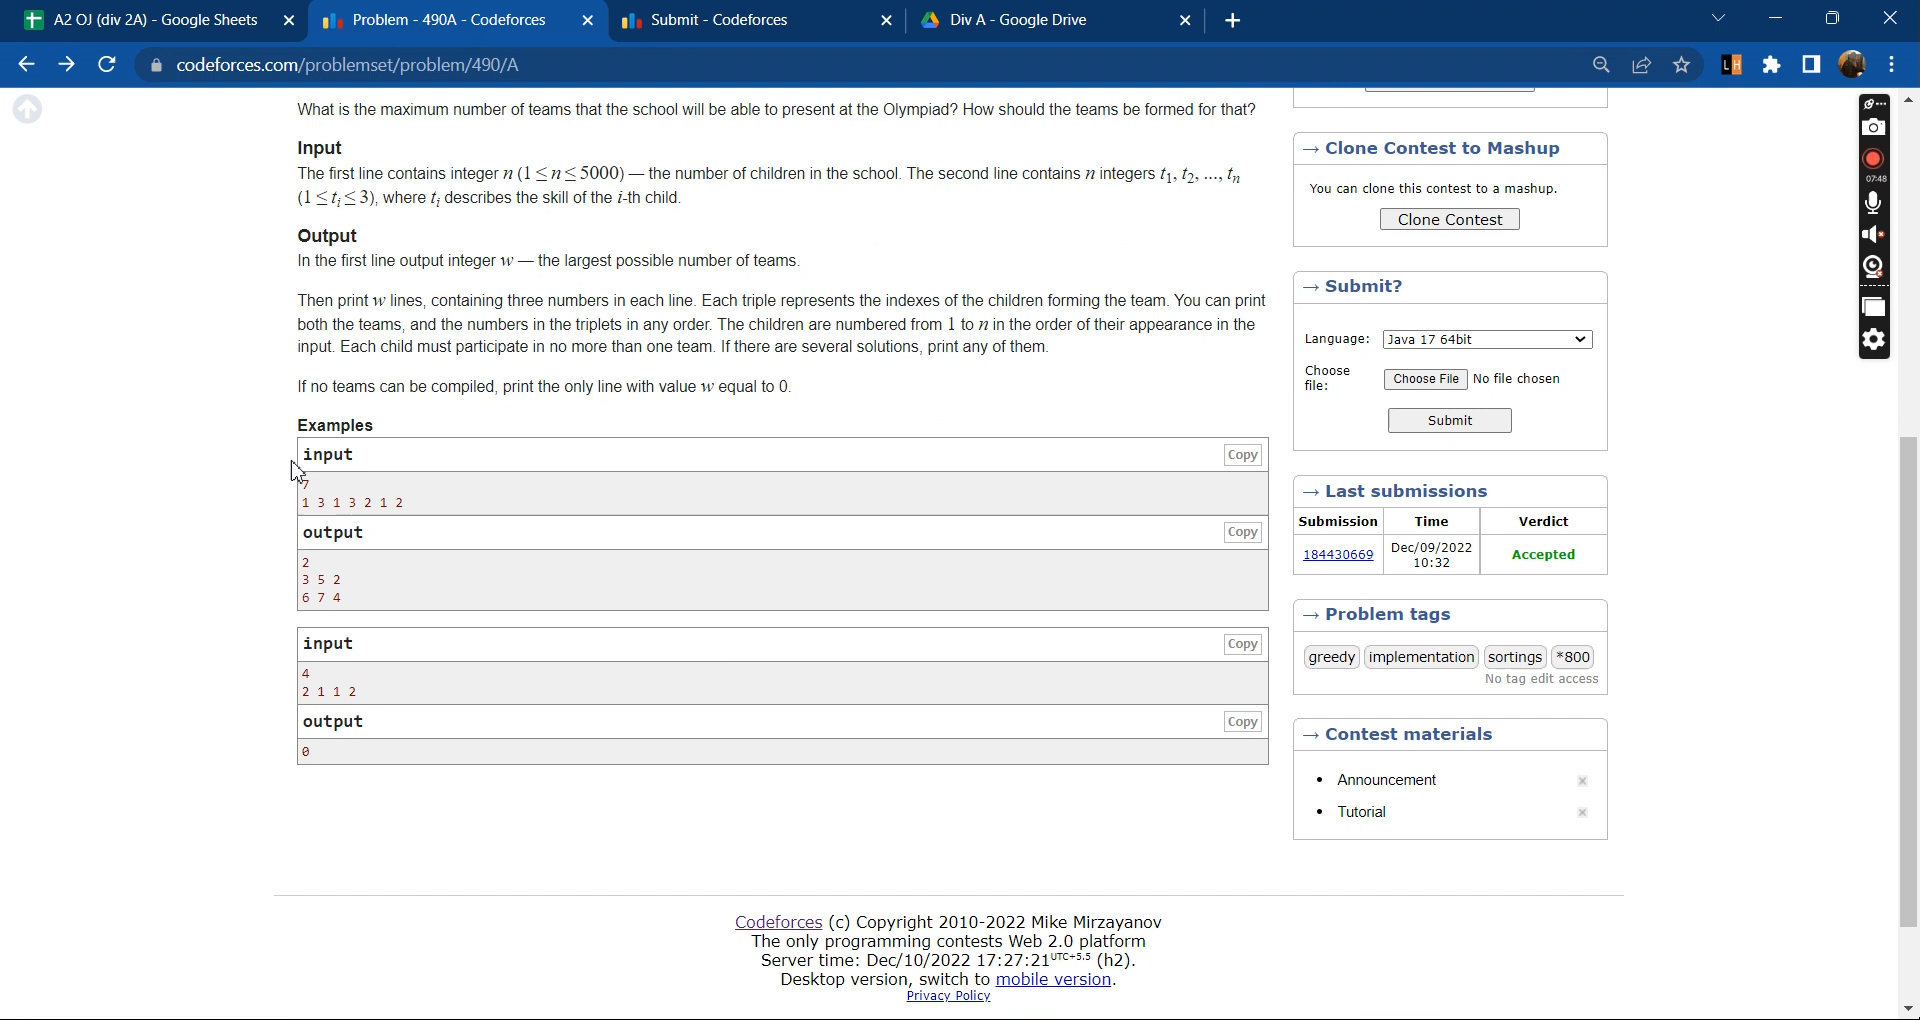 A2 OJ (div 2A) - Google Sheets
Problem - 490A - Codeforces
Submit - Codeforces
Div A - Google Drive
codeforces.com/problemset/problem/490/A
LH
07:48
What is the maximum number of teams that the school will be able to present at the Olympiad? How should the teams be formed for that?
Input
The first line contains integer n (1 ≤ n ≤ 5000) — the number of children in the school. The second line contains n integers t1, t2, ..., tn
(1 ≤ ti ≤ 3), where ti describes the skill of the i-th child.
Output
In the first line output integer w — the largest possible number of teams.
Then print w lines, containing three numbers in each line. Each triple represents the indexes of the children forming the team. You can print
both the teams, and the numbers in the triplets in any order. The children are numbered from 1 to n in the order of their appearance in the
input. Each child must participate in no more than one team. If there are several solutions, print any of them.
If no teams can be compiled, print the only line with value w equal to 0.
Examples
input
Copy
7
1 3 1 3 2 1 2
output
Copy
2
3 5 2
6 7 4
input
Copy
4
2 1 1 2
output
Copy
0
→ Clone Contest to Mashup
You can clone this contest to a mashup.
Clone Contest
→ Submit?
Language: Java 17 64bit
Choose
file: Choose File No file chosen
Submit
→ Last submissions
Submission Time Verdict
184430669 Dec/09/2022
10:32 Accepted
→ Problem tags
greedy implementation sortings *800
No tag edit access
→ Contest materials
• Announcement
• Tutorial
Codeforces (c) Copyright 2010-2022 Mike Mirzayanov
The only programming contests Web 2.0 platform
Server time: Dec/10/2022 17:27:21UTC+5.5 (h2).
Desktop version, switch to mobile version.
Privacy Policy